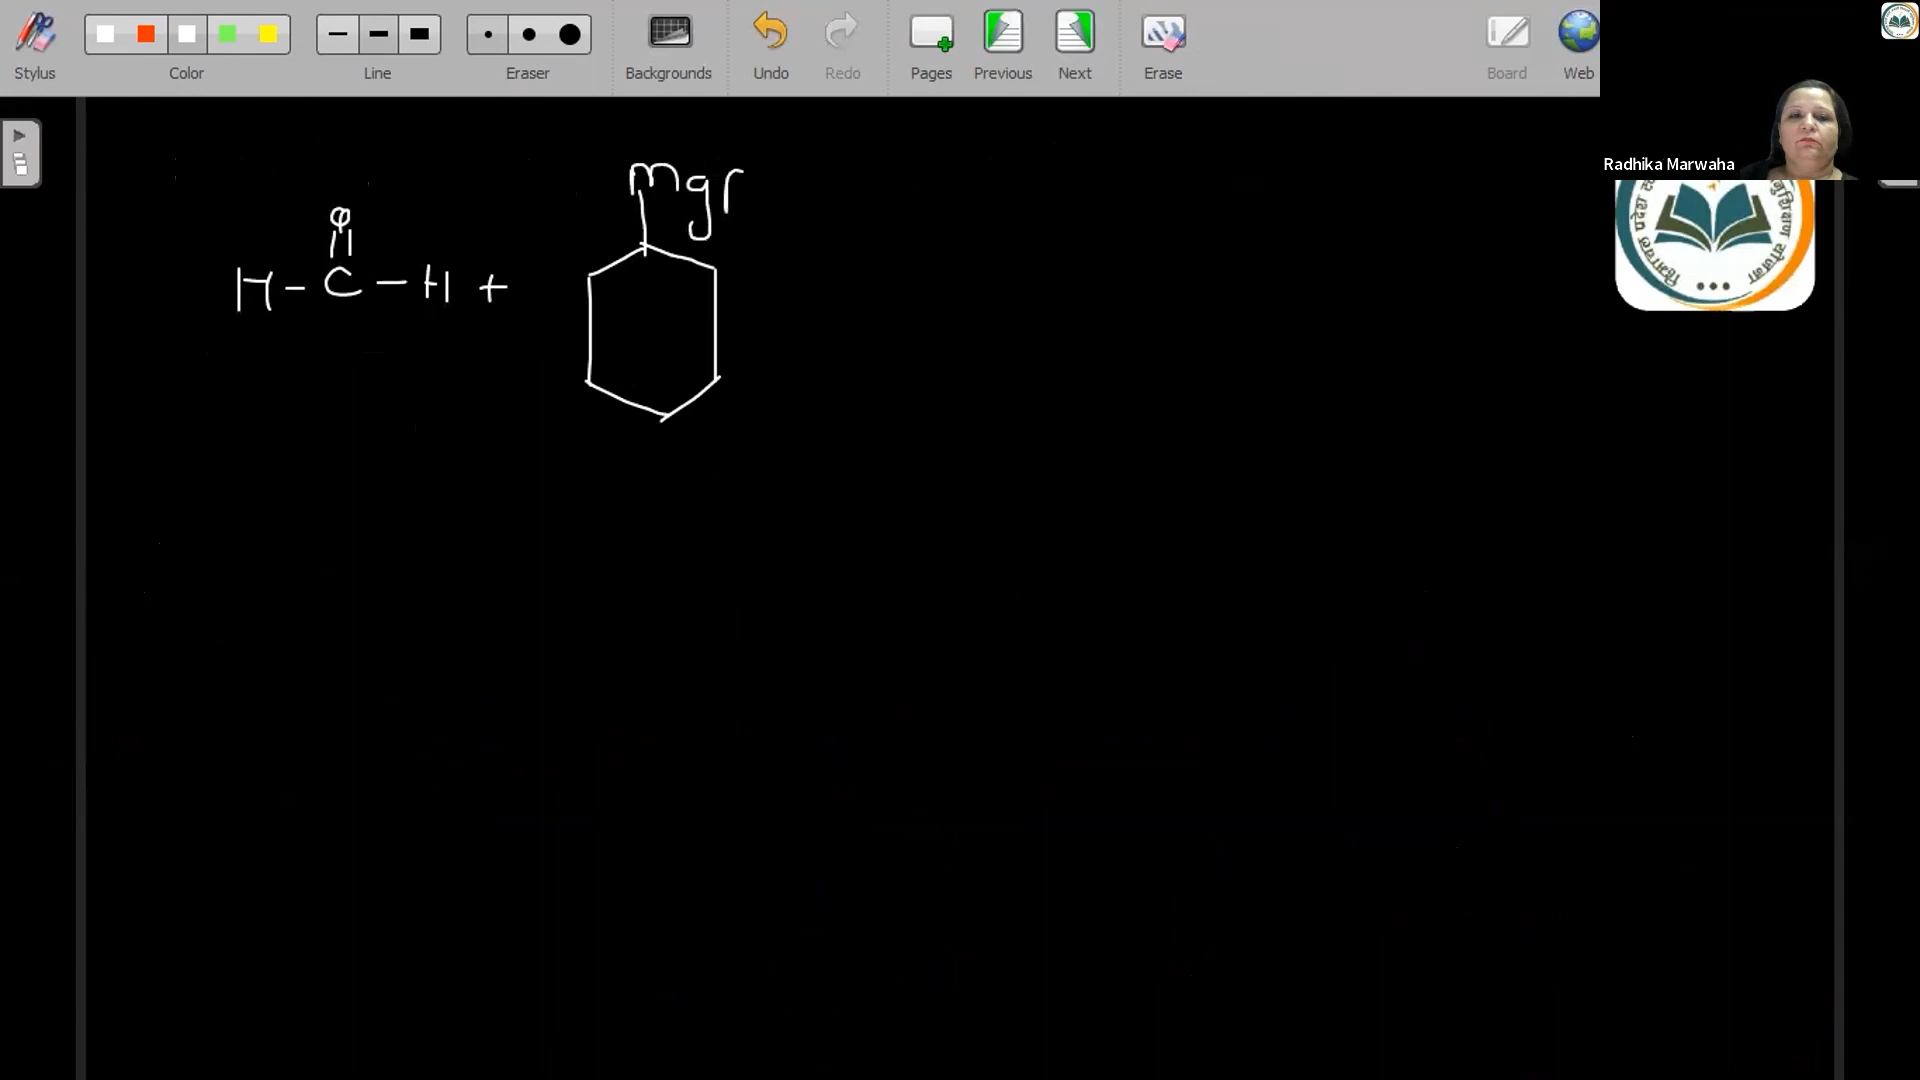 Stylus
Color
Line
Eraser
Backgrounds
Undo
Redo
Pages
Previous
Next
Erase
Board
Web
Radhika Marwaha
mgr
O
H - C - H +